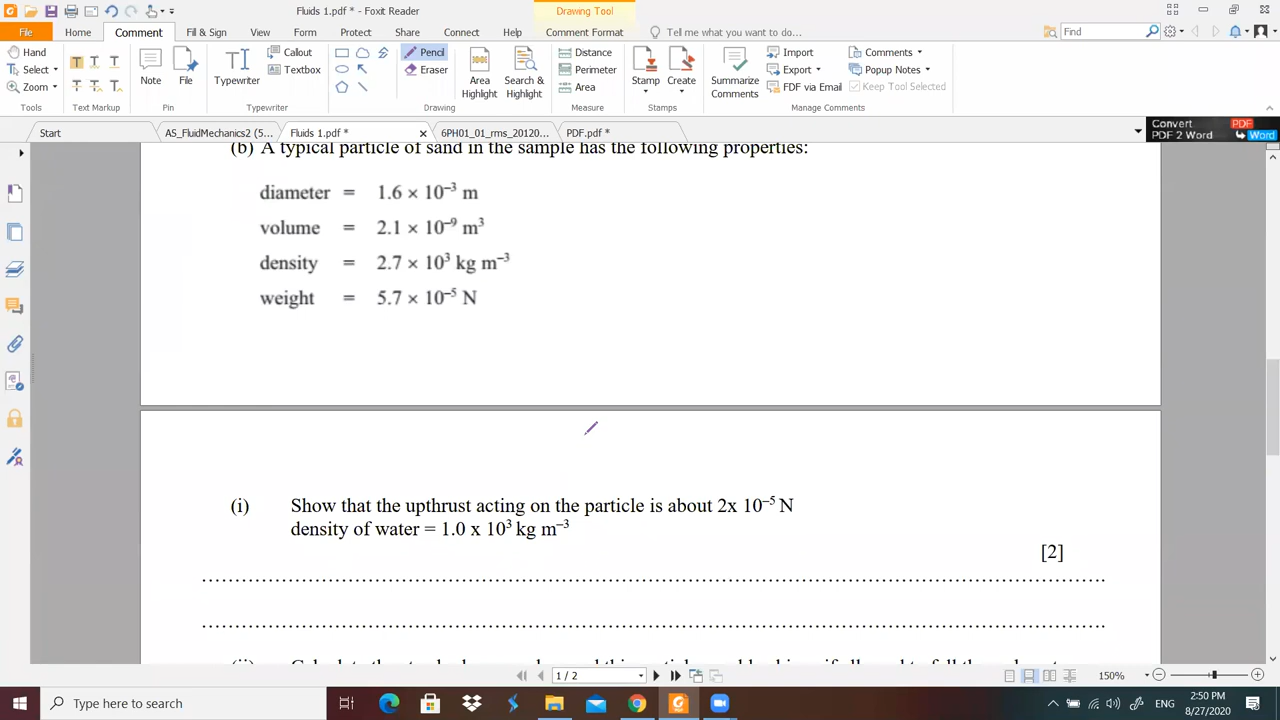 Fluids 1.pdf * - Foxit Reader
Drawing Tool
File Home Comment Fill & Sign View Form Protect Share Connect Help Comment Format Tell me what you want to do... Find
Hand
Select
Zoom
Tools
Text Markup
Note
File
Pin
Typewriter
Callout
Textbox
Typewriter
Pencil
Eraser
Drawing
Area Highlight
Search & Highlight
Distance
Perimeter
Area
Measure
Stamp
Create
Stamps
Summarize Comments
Import
Export
FDF via Email
Comments
Popup Notes
Keep Tool Selected
Manage Comments
Start AS_FluidMechanics2 (5... Fluids 1.pdf * 6PH01_01_rms_20120... PDF.pdf *
Convert PDF
PDF 2 Word Word
(b) A typical particle of sand in the sample has the following properties:
diameter = 1.6 × 10⁻³ m
volume = 2.1 × 10⁻⁹ m³
density = 2.7 × 10³ kg m⁻³
weight = 5.7 × 10⁻⁵ N
(i) Show that the upthrust acting on the particle is about 2x 10⁻⁵ N
density of water = 1.0 x 10³ kg m⁻³
[2]
1 / 2
150%
Type here to search
ENG
2:50 PM
8/27/2020